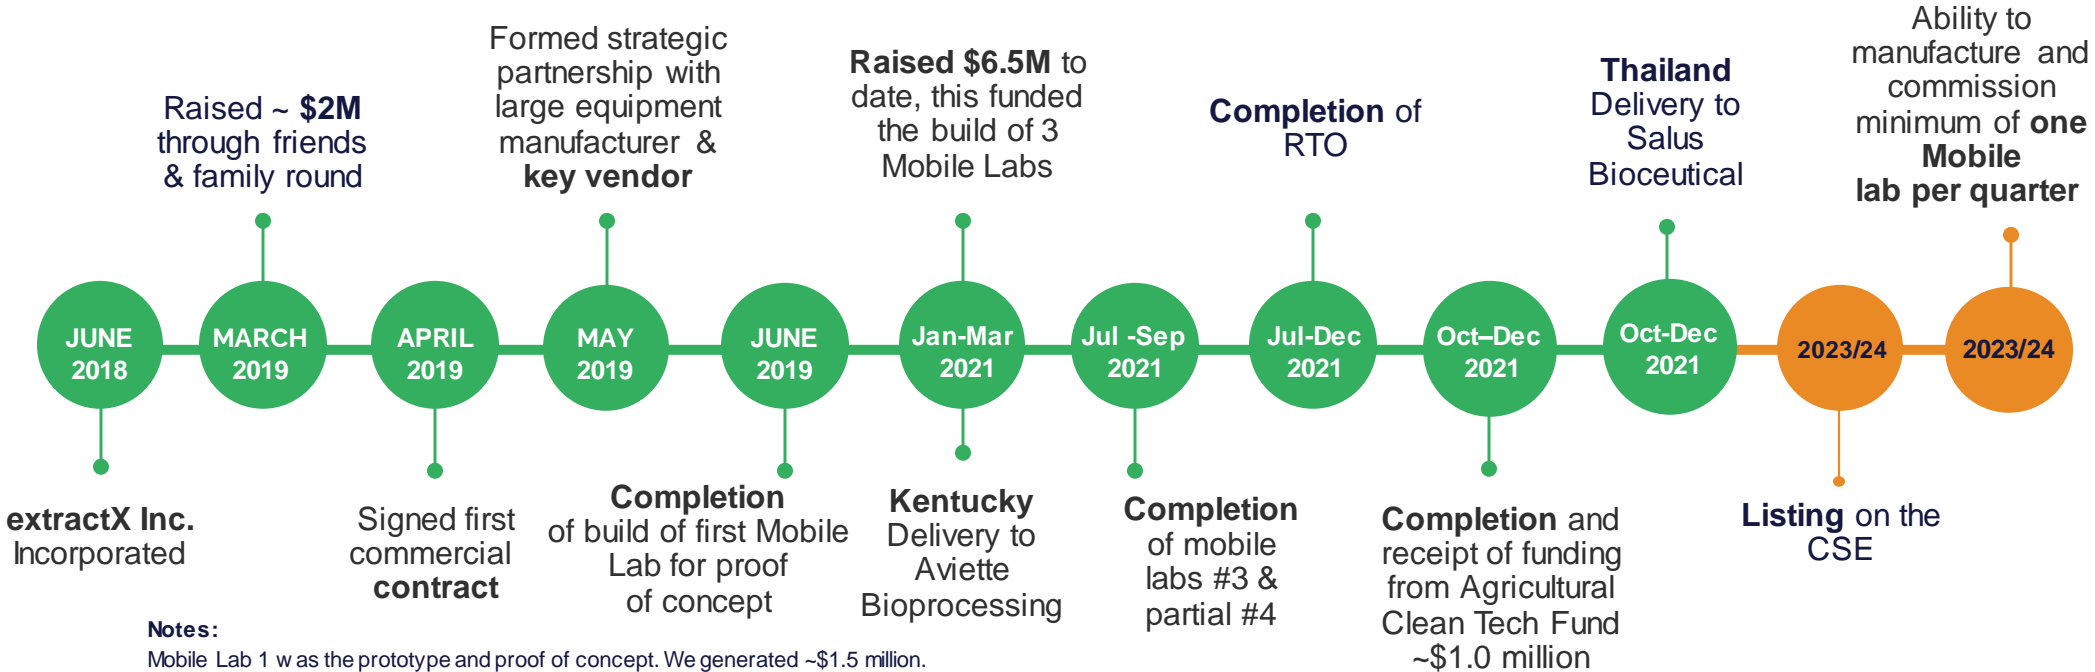 Raised ~ $2M
through friends
& family round
Formed strategic
partnership with
large equipment
manufacturer &
key vendor
Raised $6.5M to
date, this funded
the build of 3
Mobile Labs
Completion of
RTO
Thailand
Delivery to
Salus
Bioceutical
Ability to
manufacture and
commission
minimum of one
Mobile
lab per quarter
JUNE
2018
MARCH
2019
APRIL
2019
MAY
2019
JUNE
2019
Jan-Mar
2021
Jul -Sep
2021
Jul-Dec
2021
Oct–Dec
2021
Oct-Dec
2021
2023/24
2023/24
extractX Inc.
Incorporated
Signed first
commercial
contract
Completion
of build of first Mobile
Lab for proof
of concept
Kentucky
Delivery to
Aviette
Bioprocessing
Completion
of mobile
labs #3 &
partial #4
Completion and
receipt of funding
from Agricultural
Clean Tech Fund
~$1.0 million
Listing on the
CSE
Notes:
Mobile Lab 1 was the prototype and proof of concept. We generated ~$1.5 million.